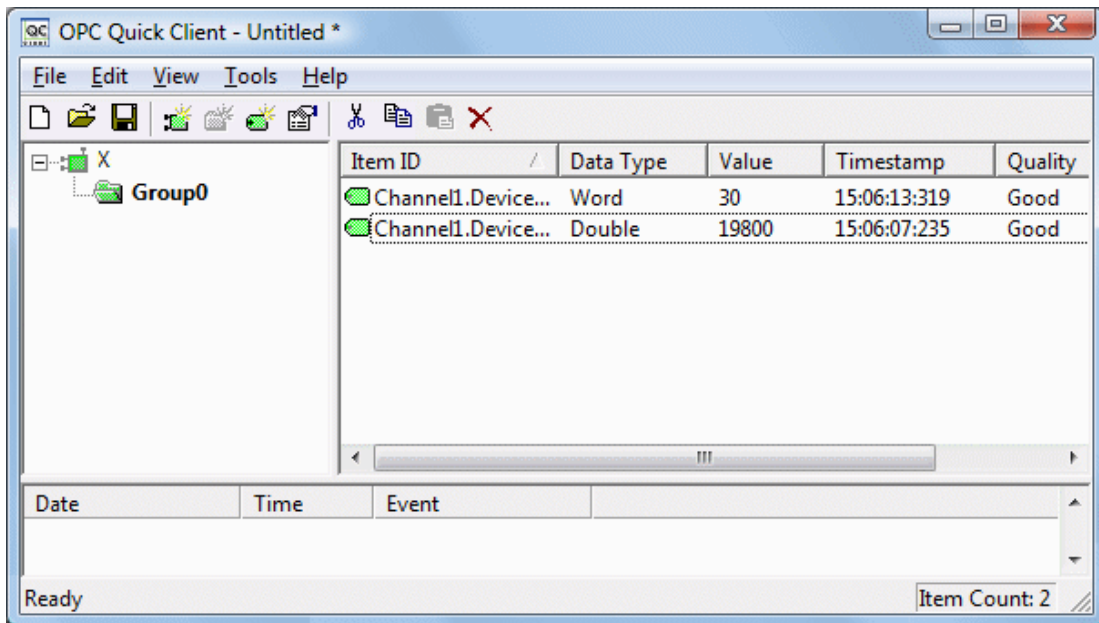 QC OPC Quick Client - Untitled *
File Edit View Tools Help
X
Group0
Item ID Data Type Value Timestamp Quality
Channel1.Device... Word 30 15:06:13:319 Good
Channel1.Device... Double 19800 15:06:07:235 Good
Date Time Event
Ready Item Count: 2